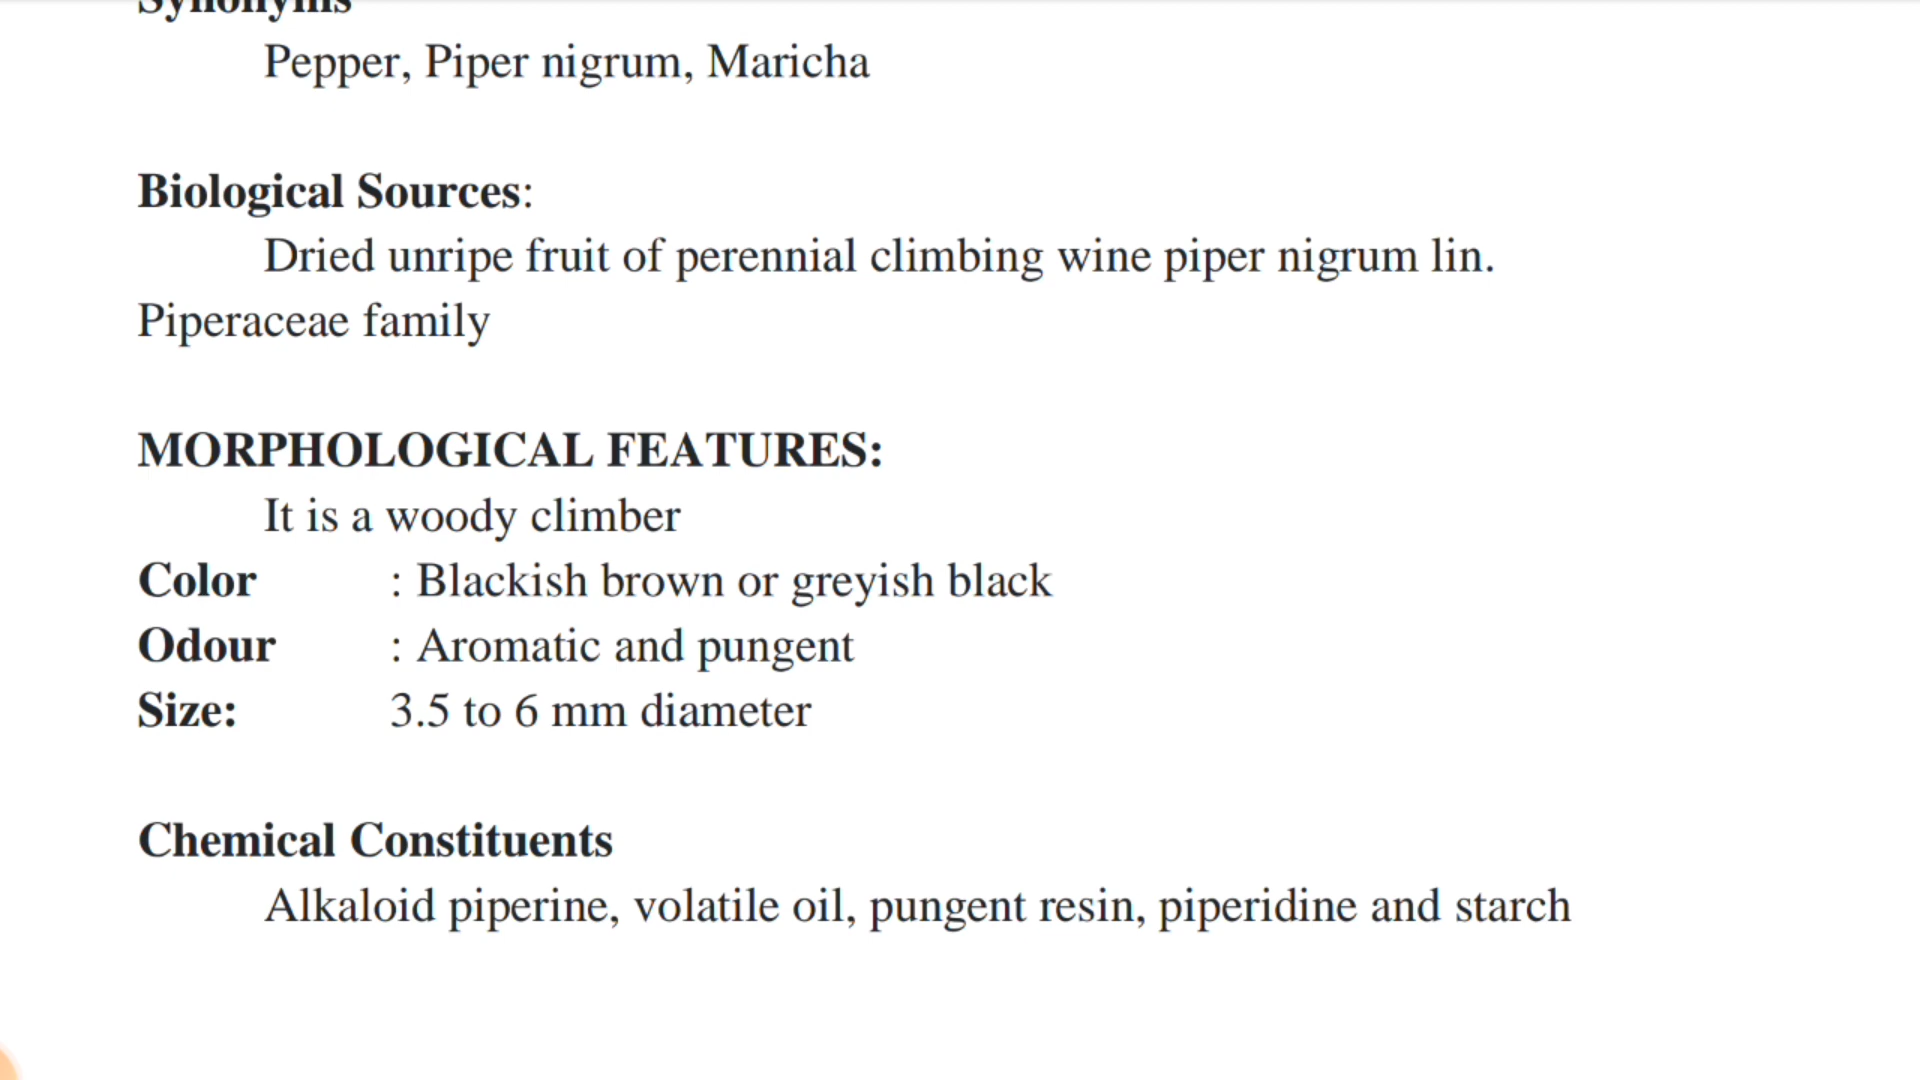 Synonyms
Pepper, Piper nigrum, Maricha
Biological Sources:
Dried unripe fruit of perennial climbing wine piper nigrum lin.
Piperaceae family
MORPHOLOGICAL FEATURES:
It is a woody climber
Color : Blackish brown or greyish black
Odour : Aromatic and pungent
Size: 3.5 to 6 mm diameter
Chemical Constituents
Alkaloid piperine, volatile oil, pungent resin, piperidine and starch